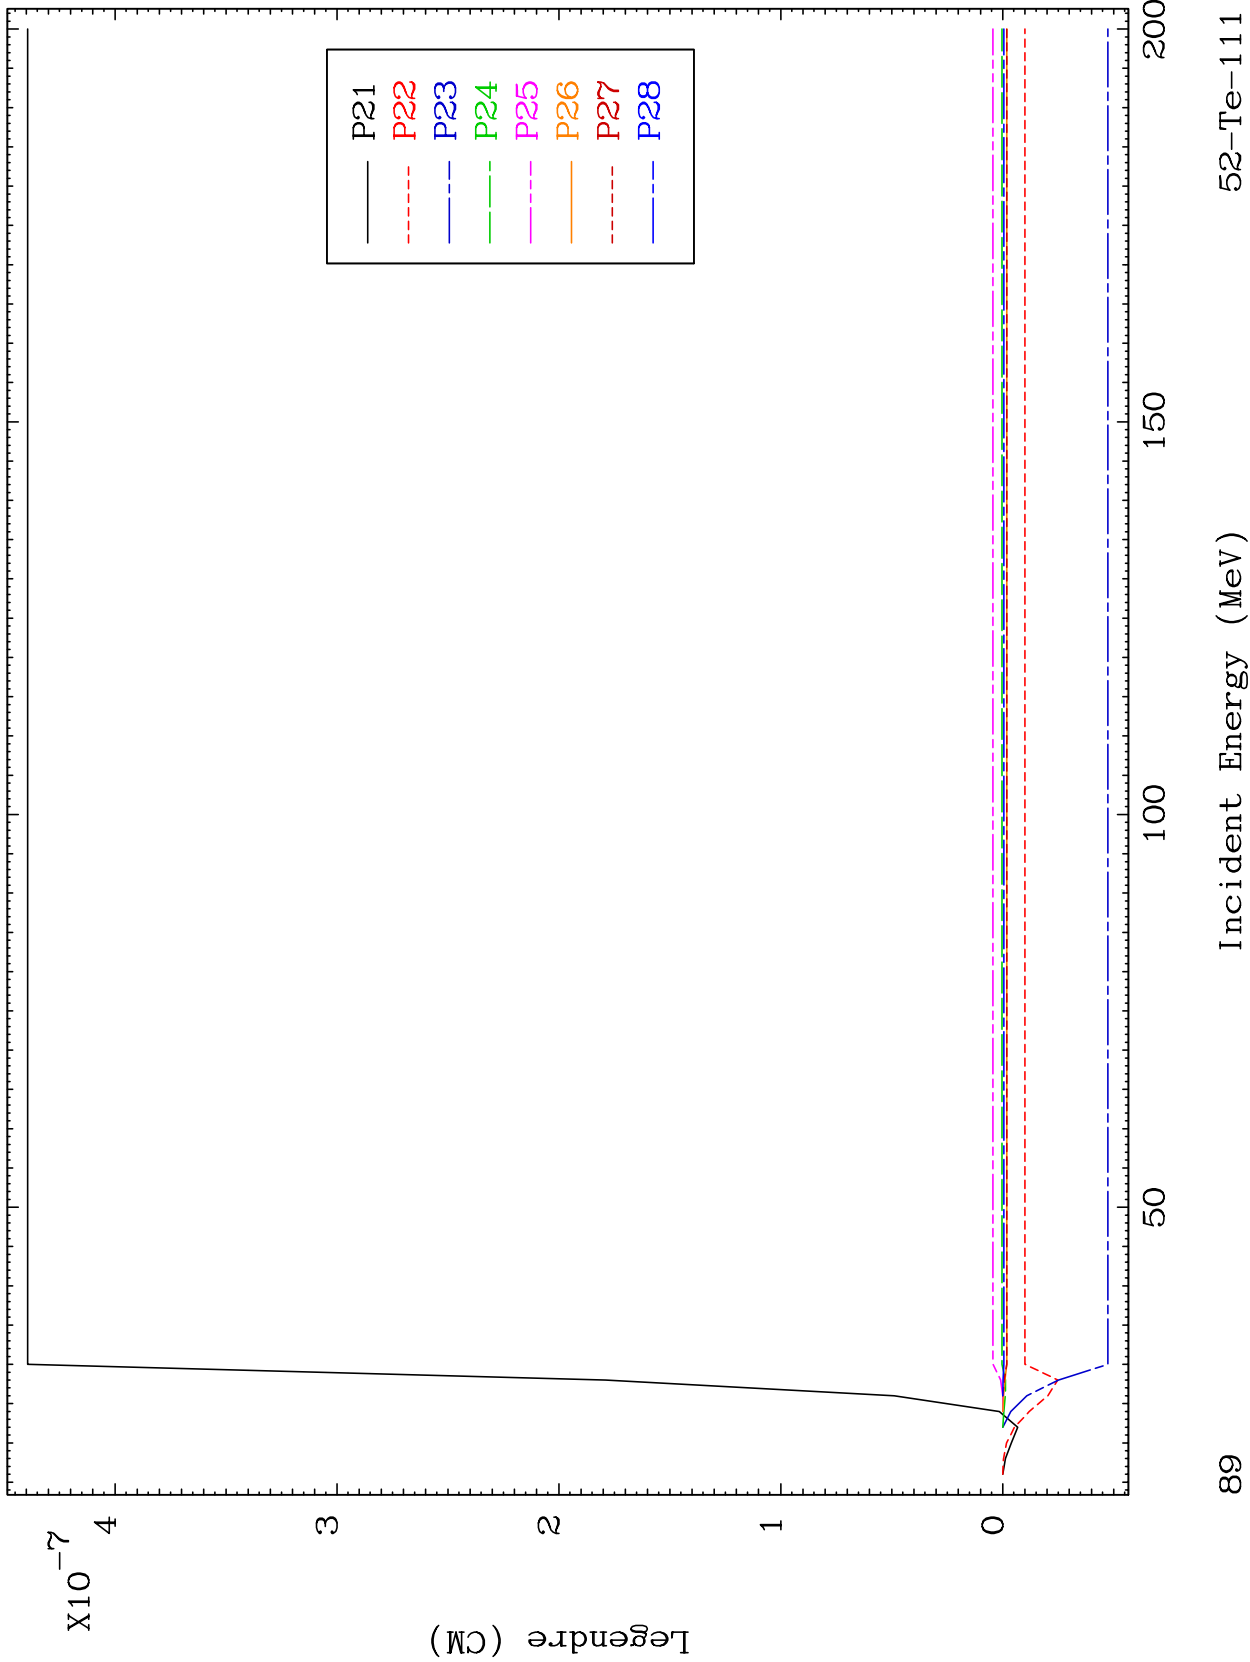 X10-7
Legendre (CM)
4
3
2
1
0
50
100
150
200
P21
P22
P23
P24
P25
P26
P27
P28
Incident Energy (MeV)
89
52-Te-111